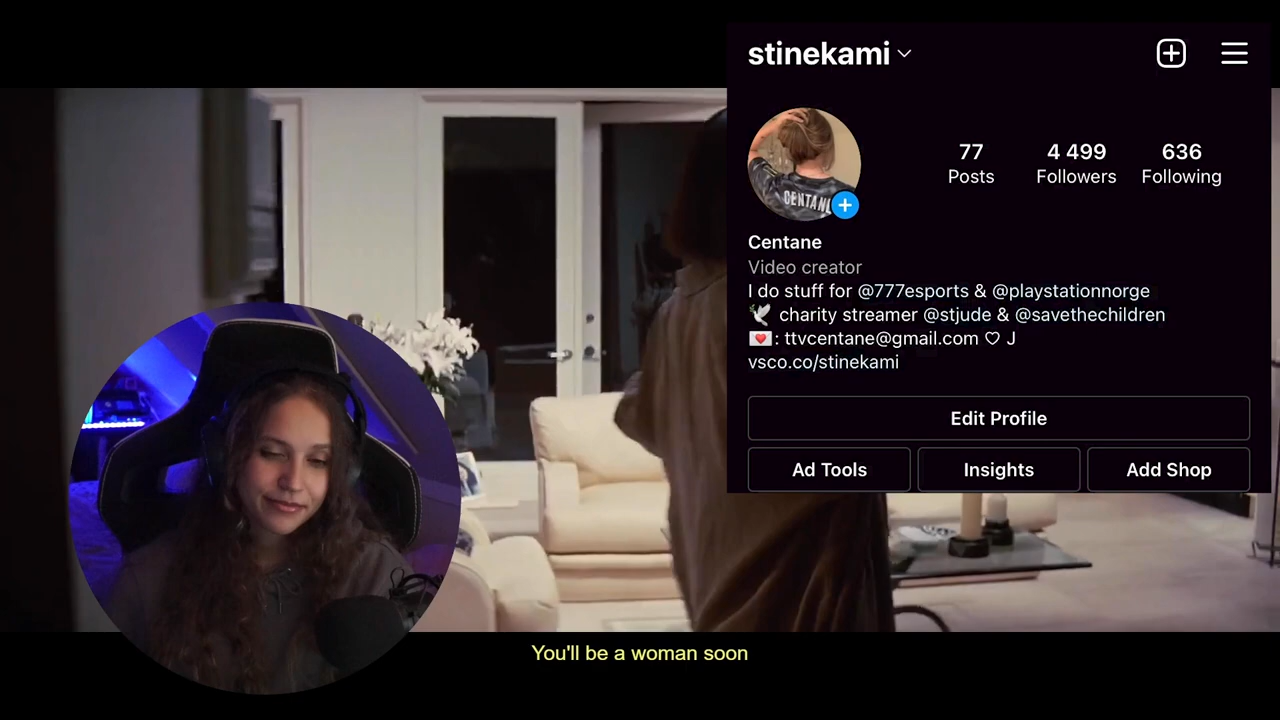 stinekami
77 4 499 636
Posts Followers Following
CENTANE
Centane
Video creator
I do stuff for @777esports & @playstationnorge
🕊 charity streamer @stjude & @savethechildren
💌: ttvcentane@gmail.com ♡ J
vsco.co/stinekami
Edit Profile
Ad Tools Insights Add Shop
You'll be a woman soon